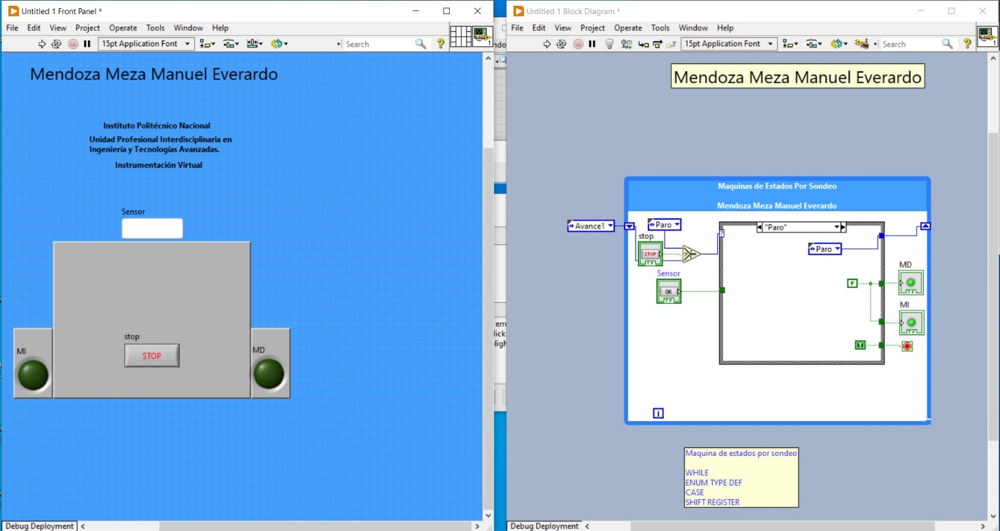 Untitled 1 Front Panel *
File Edit View Project Operate Tools Window Help
15pt Application Font
Search
1
Mendoza Meza Manuel Everardo
Instituto Politécnico Nacional
Unidad Profesional Interdisciplinaria en
Ingeniería y Tecnologías Avanzadas.
Instrumentación Virtual
Sensor
stop
STOP
MI
MD
Debug Deployment
Untitled 1 Block Diagram *
File Edit View Project Operate Tools Window Help
15pt Application Font
Search
1
Mendoza Meza Manuel Everardo
Maquinas de Estados Por Sondeo
Mendoza Meza Manuel Everardo
Avance1
Paro
"Paro"
stop
STOP
TF
?
Paro
Sensor
OK
TF
MD
F
TF
MI
TF
T
i
Maquina de estados por sondeo
WHILE
ENUM TYPE DEF
CASE
SHIFT REGISTER
Debug Deployment